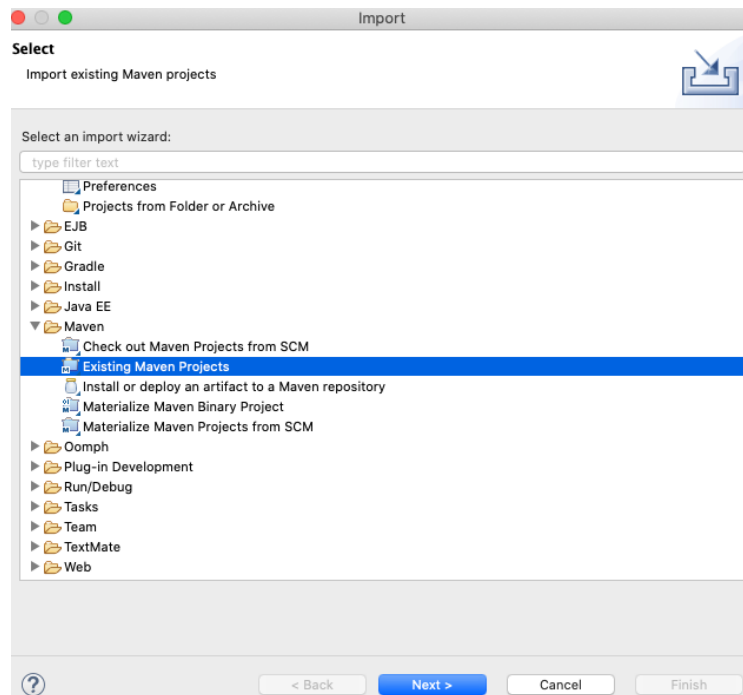 Import
Select
Import existing Maven projects
Select an import wizard:
type filter text
Preferences
Projects from Folder or Archive
EJB
Git
Gradle
Install
Java EE
Maven
Check out Maven Projects from SCM
Existing Maven Projects
Install or deploy an artifact to a Maven repository
Materialize Maven Binary Project
Materialize Maven Projects from SCM
Oomph
Plug-in Development
Run/Debug
Tasks
Team
TextMate
Web
? < Back Next > Cancel Finish